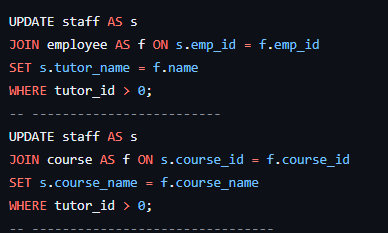 UPDATE staff AS s
JOIN employee AS f ON s.emp_id = f.emp_id
SET s.tutor_name = f.name
WHERE tutor_id > 0;
-- -------------------------
UPDATE staff AS s
JOIN course AS f ON s.course_id = f.course_id
SET s.course_name = f.course_name
WHERE tutor_id > 0;
-- --------------------------------